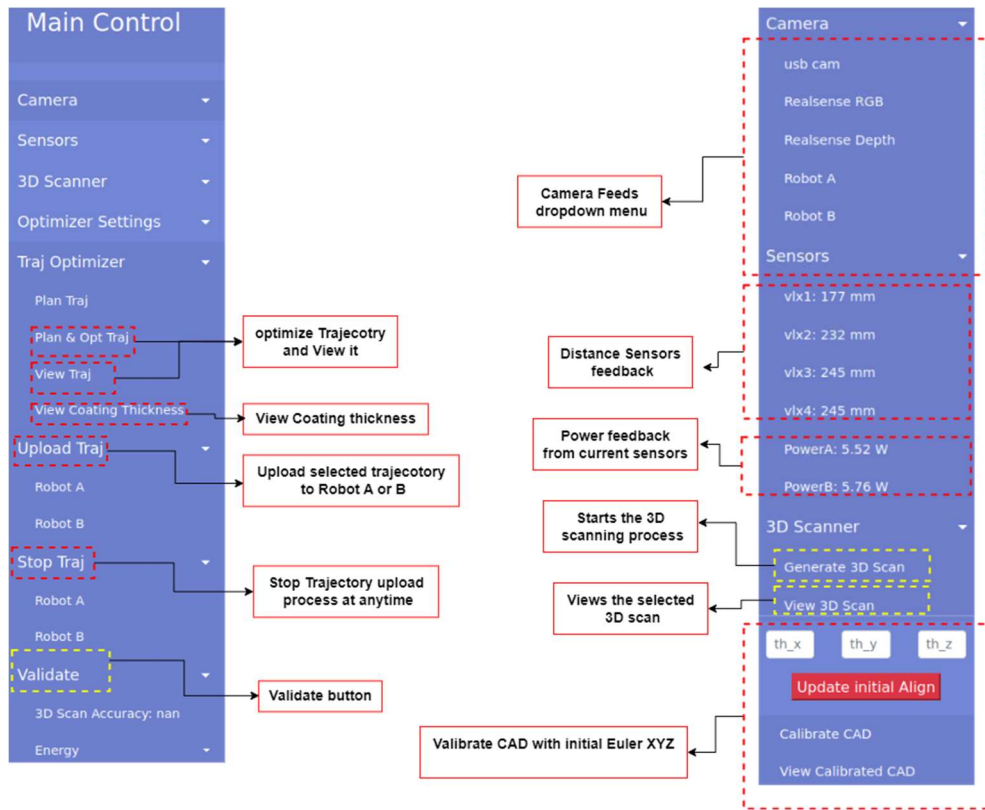 Main Control
Camera
Sensors
3D Scanner
Optimizer Settings
Traj Optimizer
Plan Traj
Plan & Opt Traj
View Traj
View Coating Thickness
Upload Traj
Robot A
Robot B
Stop Traj
Robot A
Robot B
Validate
3D Scan Accuracy: nan
Energy
optimize Trajecotry
and View it
View Coating thickness
Upload selected trajecotory
to Robot A or B
Stop Trajectory upload
process at anytime
Validate button
Camera Feeds
dropdown menu
Distance Sensors
feedback
Power feedback
from current sensors
Starts the 3D
scanning process
Views the selected
3D scan
Valibrate CAD with initial Euler XYZ
Camera
usb cam
Realsense RGB
Realsense Depth
Robot A
Robot B
Sensors
vlx1: 177 mm
vlx2: 232 mm
vlx3: 245 mm
vlx4: 245 mm
PowerA: 5.52 W
PowerB: 5.76 W
3D Scanner
Generate 3D Scan
View 3D Scan
th_x th_y th_z
Update initial Align
Calibrate CAD
View Calibrated CAD